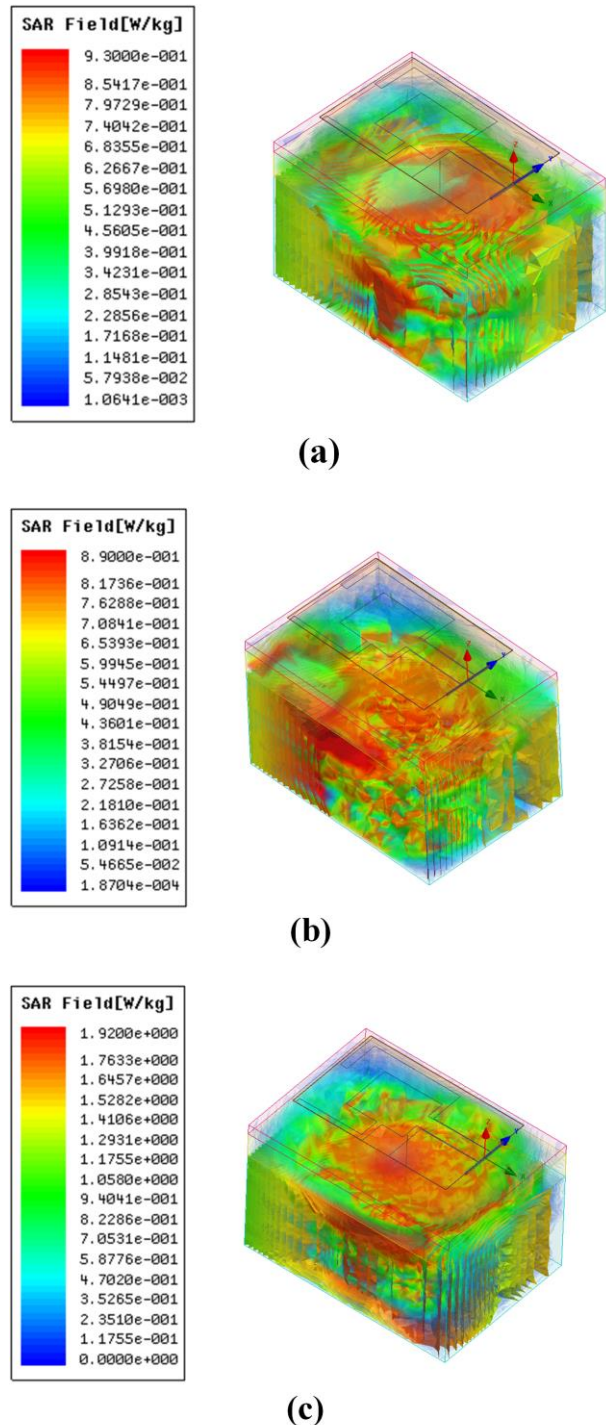 SAR Field[W/kg]
9.3000e-001
8.5417e-001
7.9729e-001
7.4042e-001
6.8355e-001
6.2667e-001
5.6980e-001
5.1293e-001
4.5605e-001
3.9918e-001
3.4231e-001
2.8543e-001
2.2856e-001
1.7168e-001
1.1481e-001
5.7938e-002
1.0641e-003
Z
Y
X
(a)
SAR Field[W/kg]
8.9000e-001
8.1736e-001
7.6288e-001
7.0841e-001
6.5393e-001
5.9945e-001
5.4497e-001
4.9049e-001
4.3601e-001
3.8154e-001
3.2706e-001
2.7258e-001
2.1810e-001
1.6362e-001
1.0914e-001
5.4665e-002
1.8704e-004
Z
Y
X
(b)
SAR Field[W/kg]
1.9200e+000
1.7633e+000
1.6457e+000
1.5282e+000
1.4106e+000
1.2931e+000
1.1755e+000
1.0580e+000
9.4041e-001
8.2286e-001
7.0531e-001
5.8776e-001
4.7020e-001
3.5265e-001
2.3510e-001
1.1755e-001
0.0000e+000
Z
Y
X
(c)